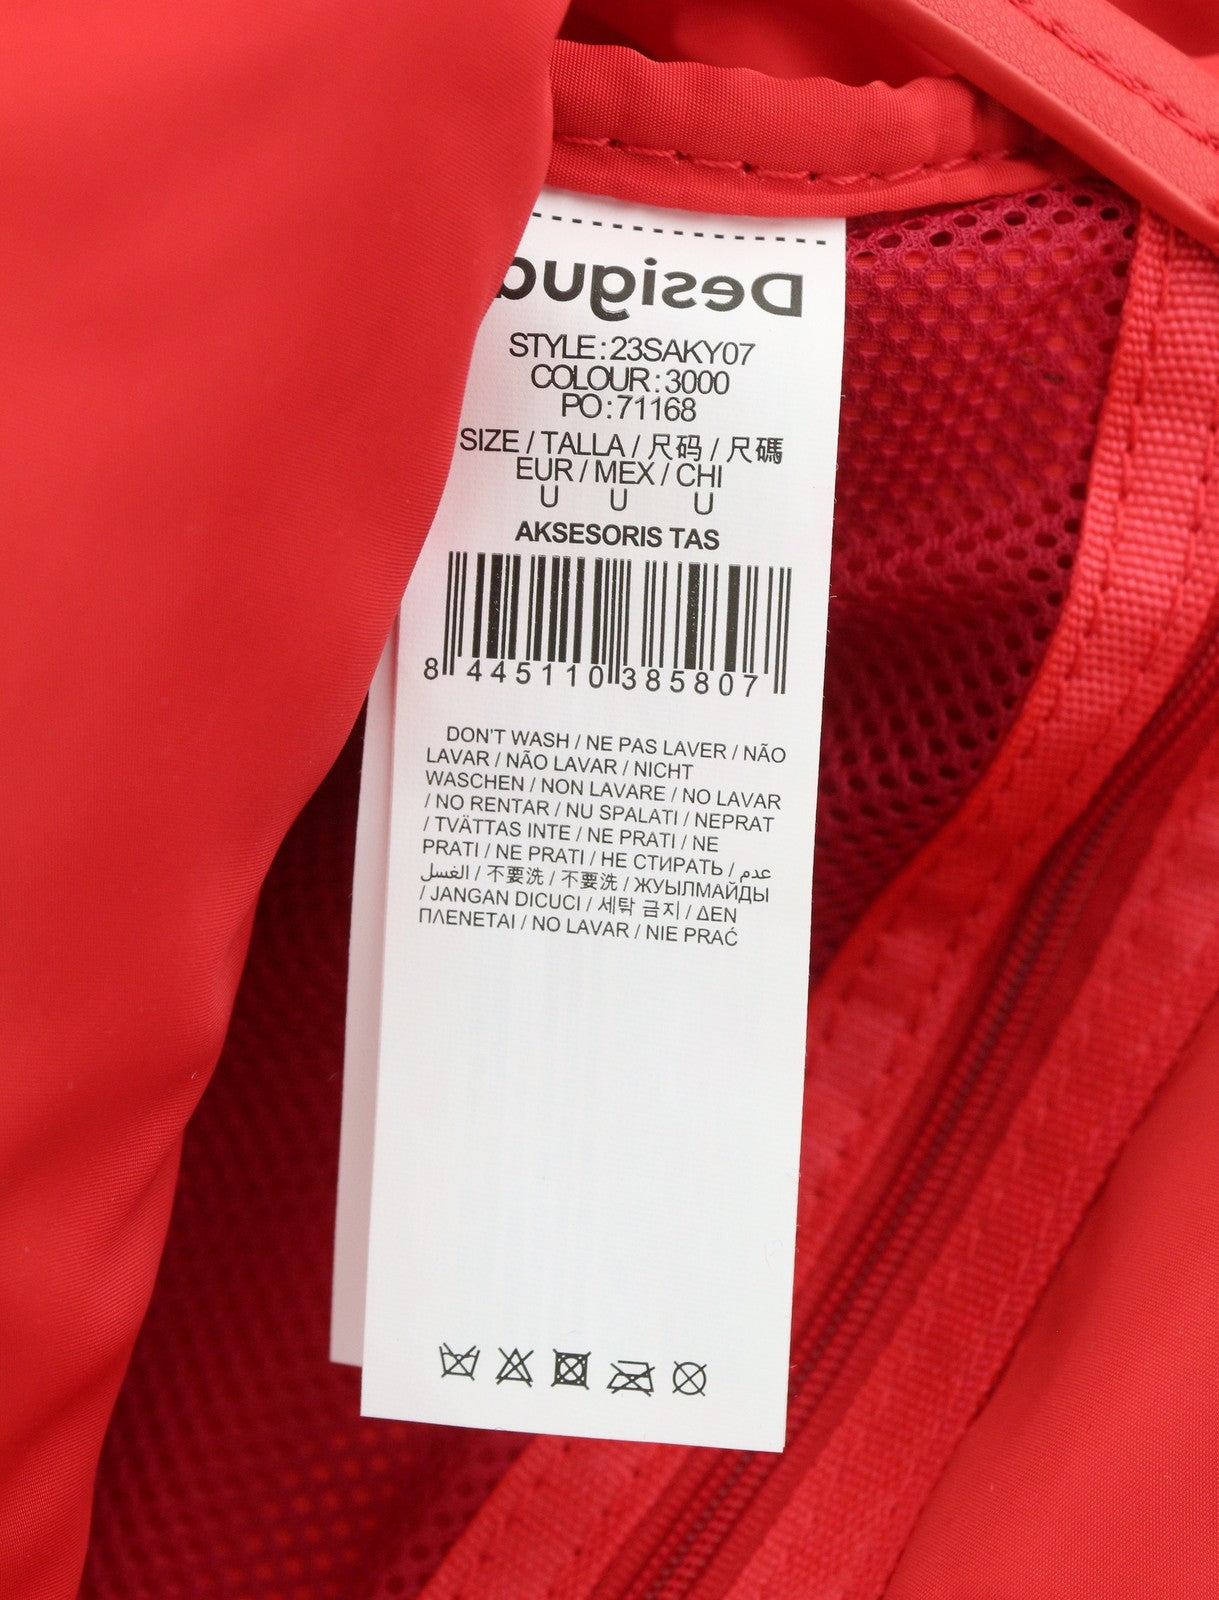 Desigua
STYLE : 23SAKY07
COLOUR : 3000
PO : 71168
SIZE / TALLA / 尺码 / 尺碼
EUR / MEX / CHI
U U U
AKSESORIS TAS
8 445110 385807
DON'T WASH / NE PAS LAVER / NÃO
LAVAR / NÃO LAVAR / NICHT
WASCHEN / NON LAVARE / NO LAVAR
/ NO RENTAR / NU SPALATI / NEPRAT
/ TVÄTTAS INTE / NE PRATI / NE
PRATI / NE PRATI / НЕ СТИРАТЬ / عدم
الغسل / 不要洗 / 不要洗 / ЖУЫЛМАЙДЫ
/ JANGAN DICUCI / 세탁 금지 / ΔΕΝ
ΠΛΕΝΕΤΑΙ / NO LAVAR / NIE PRAĆ